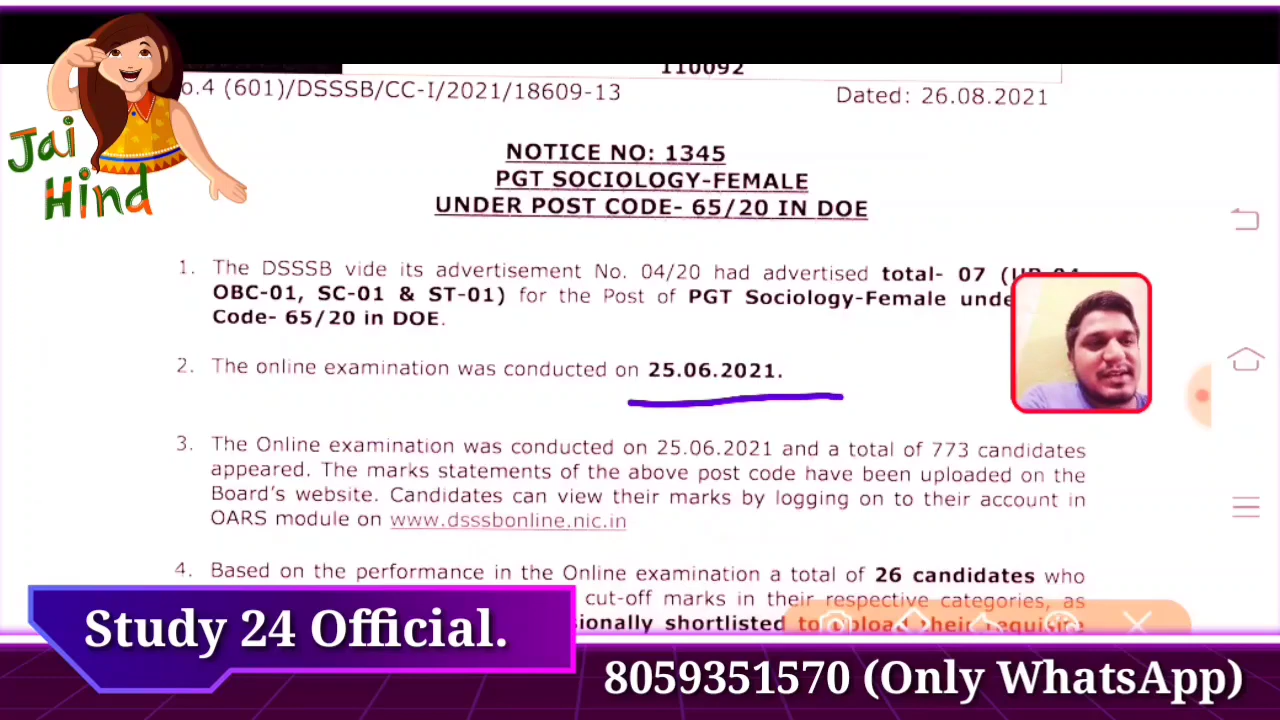 Jai
Hind
110092
o.4 (601)/DSSSB/CC-I/2021/18609-13
Dated: 26.08.2021
NOTICE NO: 1345
PGT SOCIOLOGY-FEMALE
UNDER POST CODE- 65/20 IN DOE
1. The DSSSB vide its advertisement No. 04/20 had advertised total- 07
OBC-01, SC-01 & ST-01) for the Post of PGT Sociology-Female unde
Code- 65/20 in DOE.
2. The online examination was conducted on 25.06.2021.
3. The Online examination was conducted on 25.06.2021 and a total of 773 candidates
appeared. The marks statements of the above post code have been uploaded on the
Board's website. Candidates can view their marks by logging on to their account in
OARS module on www.dsssbonline.nic.in
4. Based on the performance in the Online examination a total of 26 candidates who
cut-off marks in their respective categories, as
sionally shortlisted to upload their requisite
Study 24 Official.
8059351570 (Only WhatsApp)